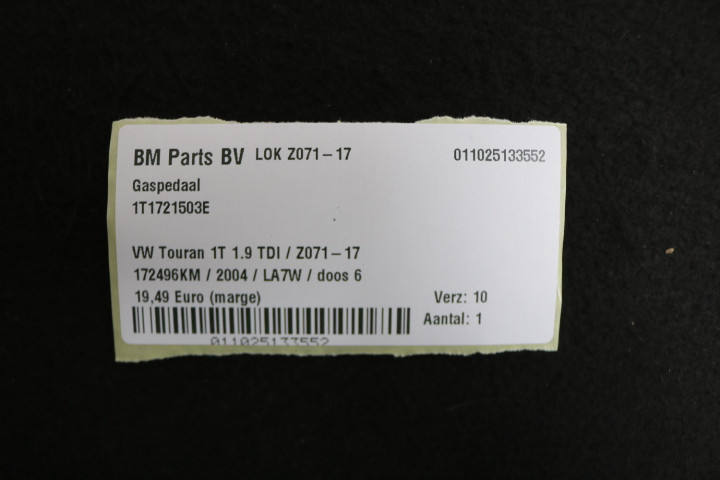 BM Parts BV LOK Z071-17 011025133552
Gaspedaal
1T1721503E
VW Touran 1T 1.9 TDI / Z071-17
172496KM / 2004 / LA7W / doos 6
19,49 Euro (marge) Verz: 10
Aantal: 1
011025133552